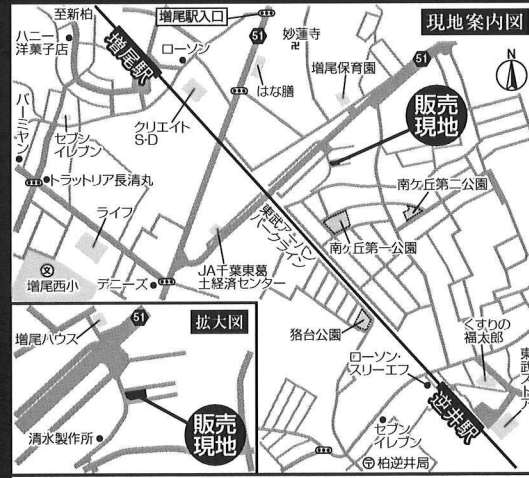 現地案内図
至新柏
ハニー
洋菓子店
増尾駅
ローソン
増尾駅入口
51
妙蓮寺
51
N
はな膳
増尾保育園
販売
現地
クリエイト
S・D
バーミヤン
セブン
イレブン
トラットリア長清丸
南ケ丘第二公園
ライフ
東武アーバン
パークライン
南ケ丘第一公園
文
増尾西小
デニーズ
JA千葉東葛
土経済センター
拡大図
増尾ハウス
51
販売
現地
清水製作所
猪台公園
くすりの
福太郎
ローソン・
スリーエフ
逆井駅
セブン
イレブン
柏逆井局